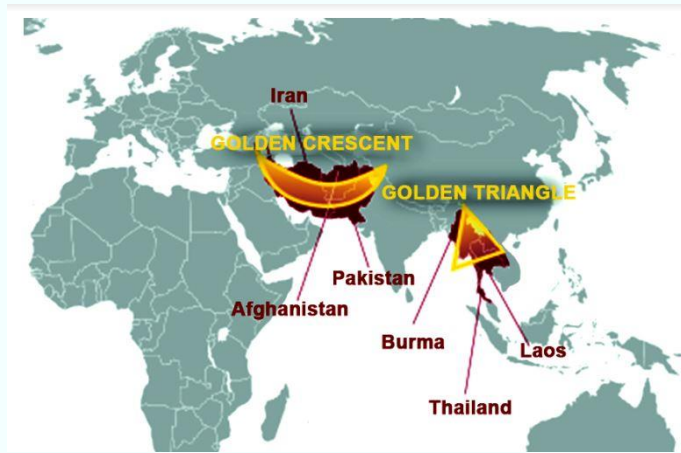 Iran
GOLDEN CRESCENT
GOLDEN TRIANGLE
Pakistan
Afghanistan
Burma
Laos
Thailand